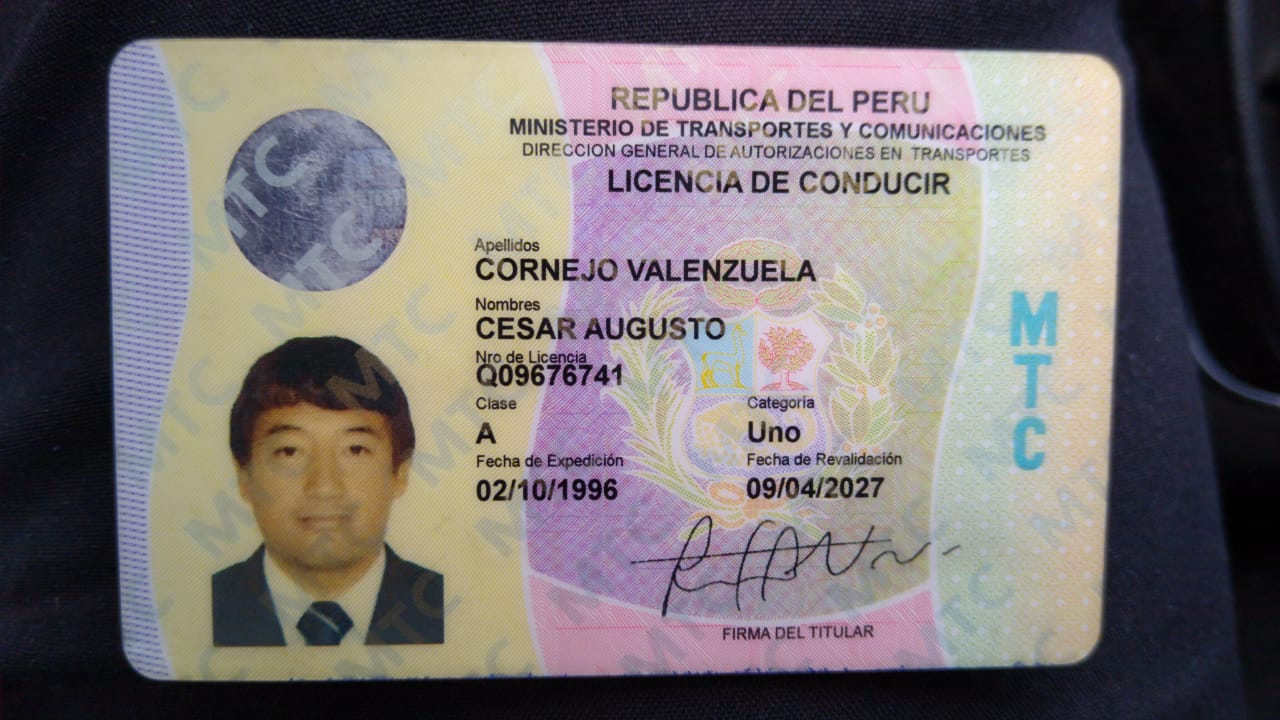 REPUBLICA DEL PERU
MINISTERIO DE TRANSPORTES Y COMUNICACIONES
DIRECCION GENERAL DE AUTORIZACIONES EN TRANSPORTES
LICENCIA DE CONDUCIR
Apellidos
CORNEJO VALENZUELA
Nombres
CESAR AUGUSTO
Nro de Licencia
Q09676741
Clase Categoría
A Uno
Fecha de Expedición Fecha de Revalidación
02/10/1996 09/04/2027
FIRMA DEL TITULAR
MTC